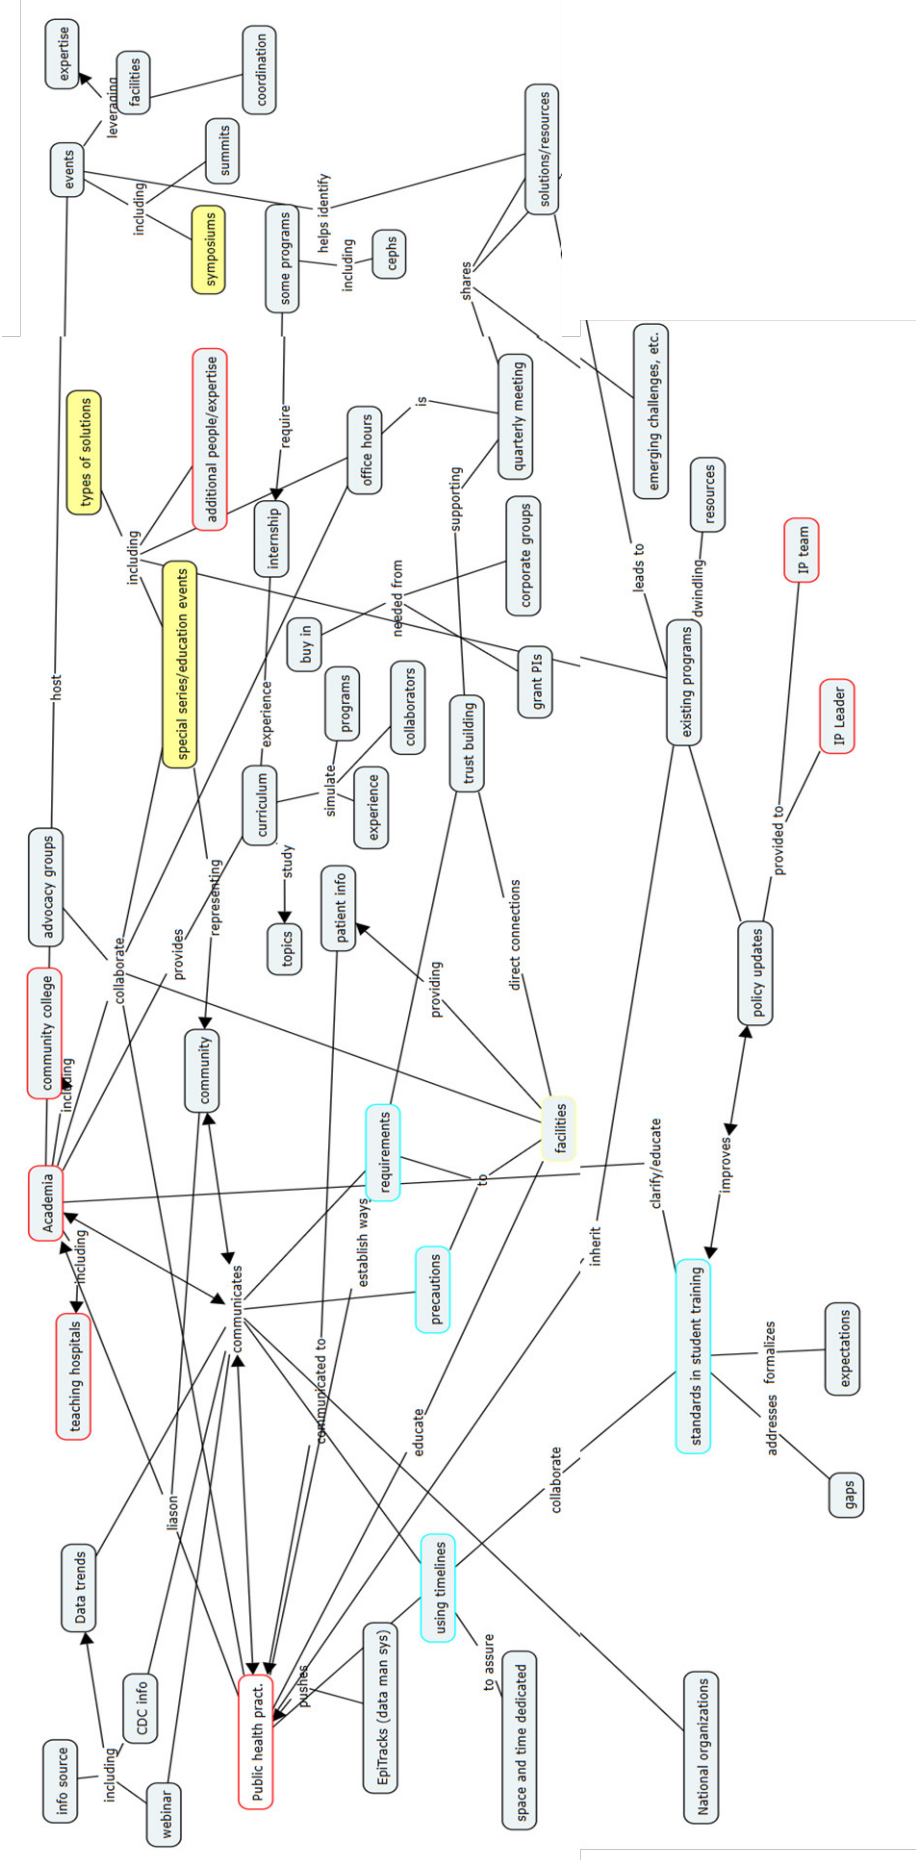 info source
including
webinar
CDC info
Data trends
teaching hospitals
including
Academia
including
community college
advocacy groups
host
events
leveraging
expertise
facilities
coordination
including
summits
symposiums
helps identify
some programs
including
cephs
solutions/resources
shares
types of solutions
additional people/expertise
including
special series/education events
require
internship
office hours
is
quarterly meeting
supporting
emerging challenges, etc.
leads to
resources
dwindling
existing programs
corporate groups
needed from
buy in
grant PIs
experience
programs
collaborators
simulate
experience
curriculum
study
topics
representing
provides
collaborate
community
trust building
direct connections
patient info
providing
facilities
requirements
to
precautions
establish ways
communicates
communicated to
educate
liason
Public health pract.
pushes
EpiTracks (data man sys)
using timelines
to assure
space and time dedicated
collaborate
National organizations
inherit
clarify/educate
improves
policy updates
provided to
IP team
IP Leader
standards in student training
formalizes
expectations
addresses
gaps